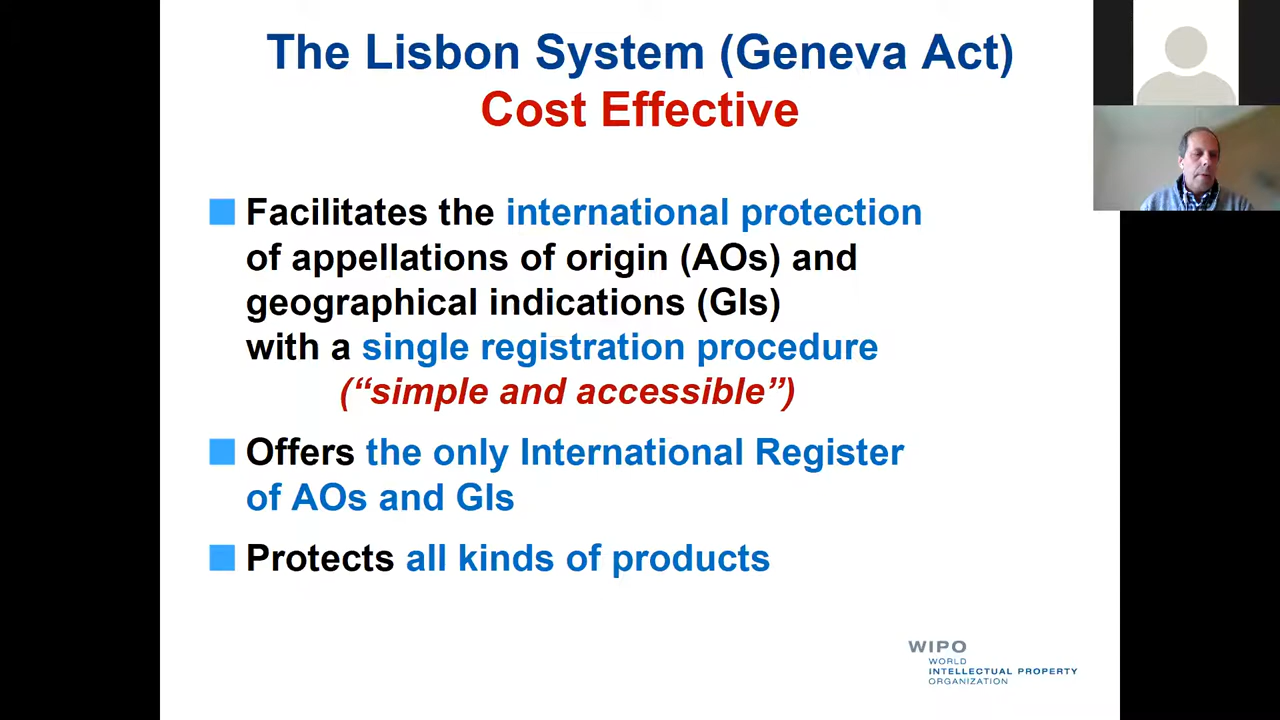 The Lisbon System (Geneva Act)
Cost Effective
Facilitates the international protection
of appellations of origin (AOs) and
geographical indications (GIs)
with a single registration procedure
(“simple and accessible”)
Offers the only International Register
of AOs and GIs
Protects all kinds of products
WIPO
WORLD
INTELLECTUAL PROPERTY
ORGANIZATION